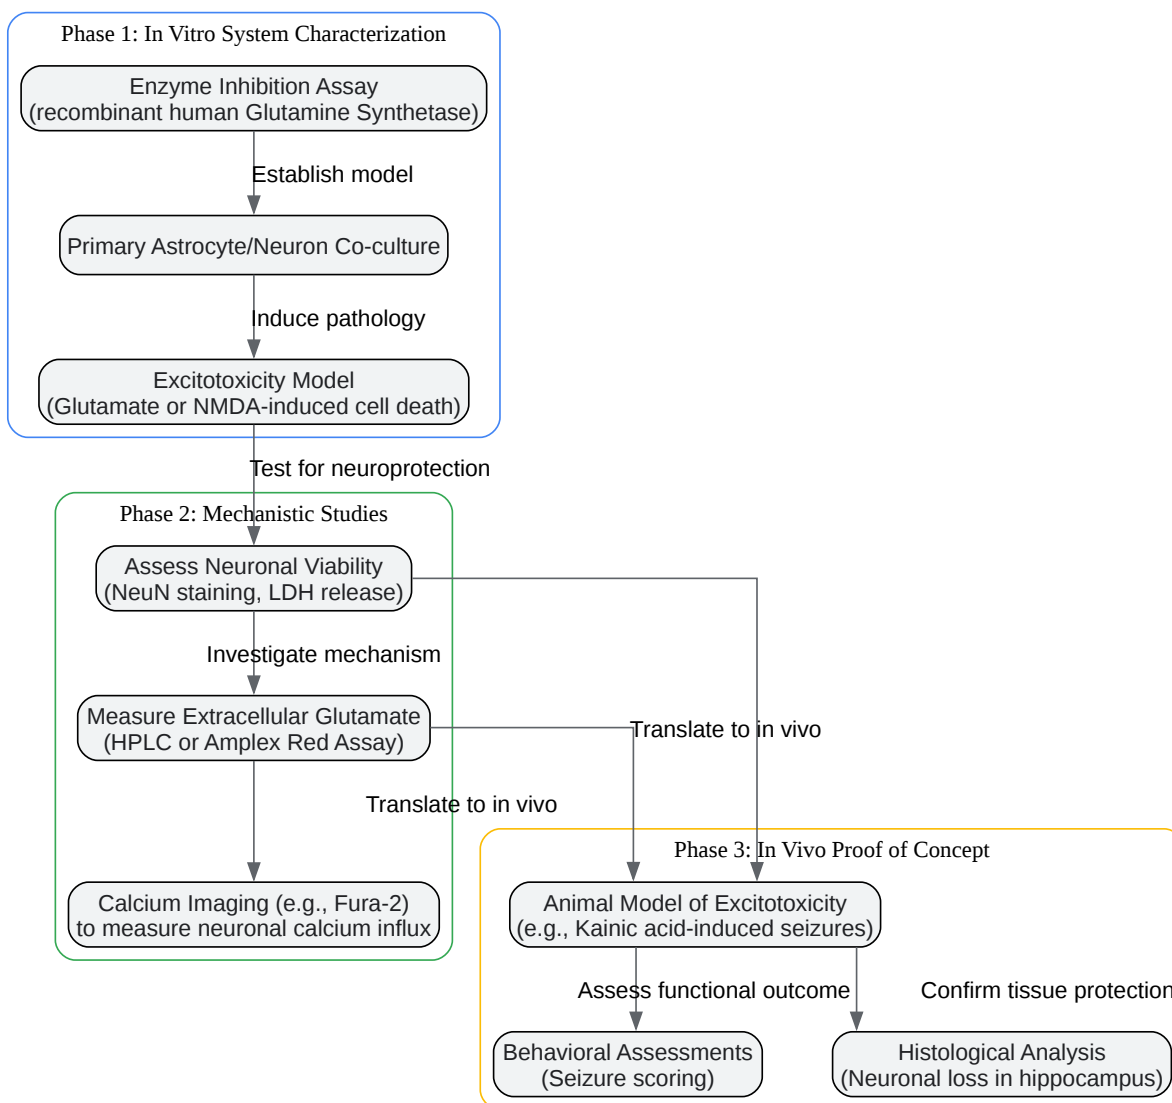 Phase 1: In Vitro System Characterization
Enzyme Inhibition Assay
(recombinant human Glutamine Synthetase)
Establish model
Primary Astrocyte/Neuron Co-culture
Induce pathology
Excitotoxicity Model
(Glutamate or NMDA-induced cell death)
Test for neuroprotection
Phase 2: Mechanistic Studies
Assess Neuronal Viability
(NeuN staining, LDH release)
Investigate mechanism
Measure Extracellular Glutamate
(HPLC or Amplex Red Assay)
Translate to in vivo
Translate to in vivo
Phase 3: In Vivo Proof of Concept
Calcium Imaging (e.g., Fura-2)
to measure neuronal calcium influx
Animal Model of Excitotoxicity
(e.g., Kainic acid-induced seizures)
Assess functional outcome
Confirm tissue protection
Behavioral Assessments
(Seizure scoring)
Histological Analysis
(Neuronal loss in hippocampus)